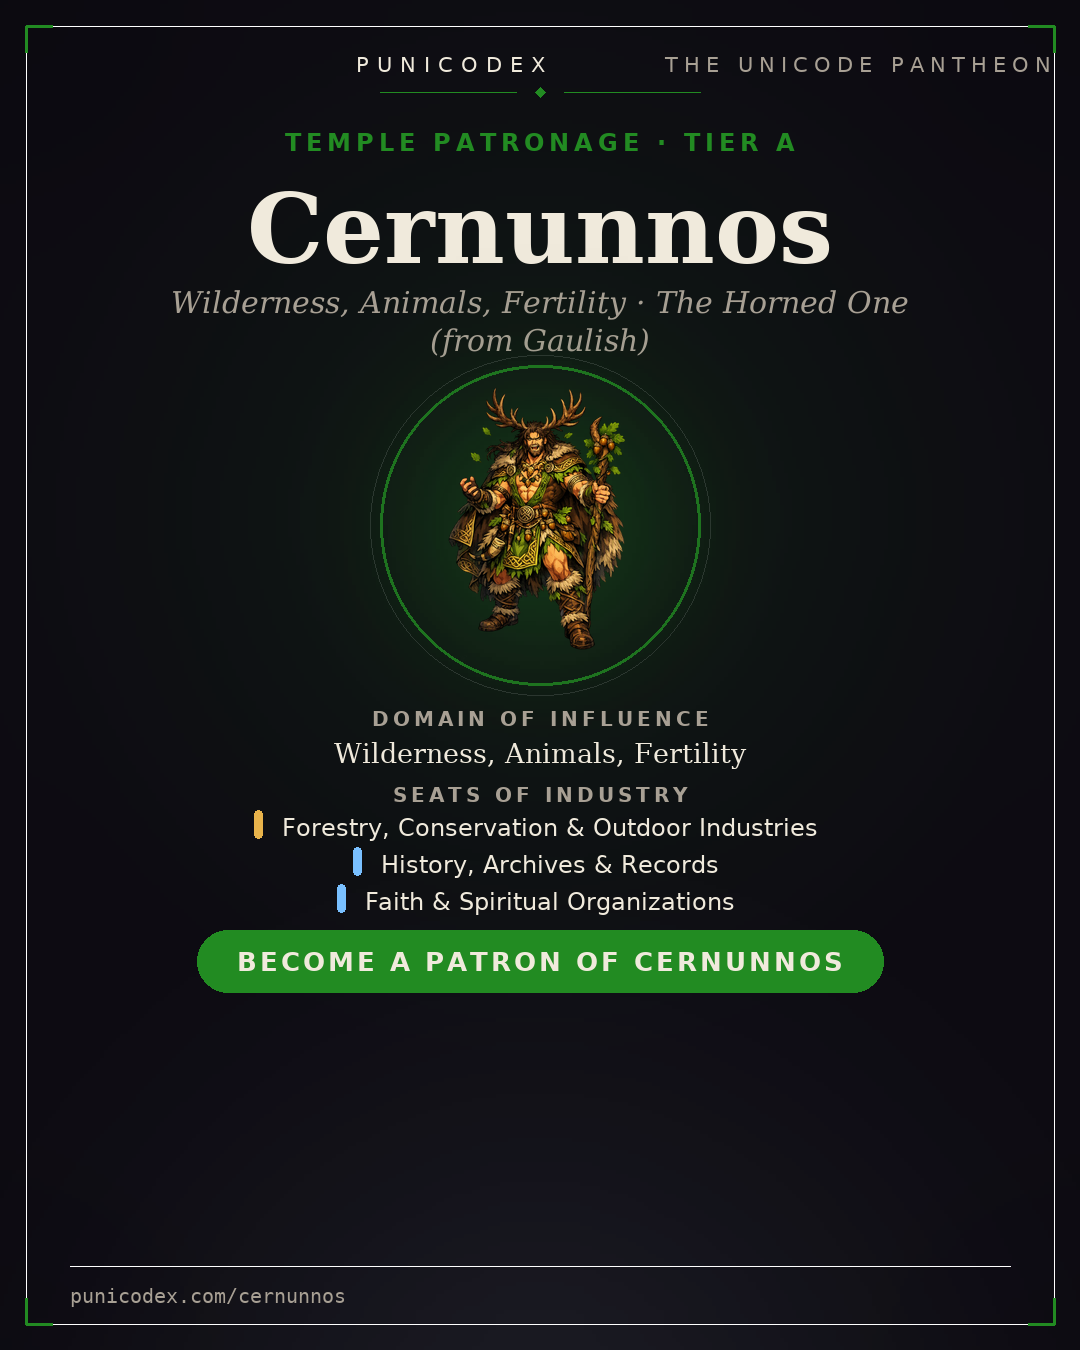 PUNICODEX THE UNICODE PANTHEON
TEMPLE PATRONAGE · TIER A
Cernunnos
Wilderness, Animals, Fertility · The Horned One
(from Gaulish)
DOMAIN OF INFLUENCE
Wilderness, Animals, Fertility
SEATS OF INDUSTRY
Forestry, Conservation & Outdoor Industries
History, Archives & Records
Faith & Spiritual Organizations
BECOME A PATRON OF CERNUNNOS
punicodex.com/cernunnos